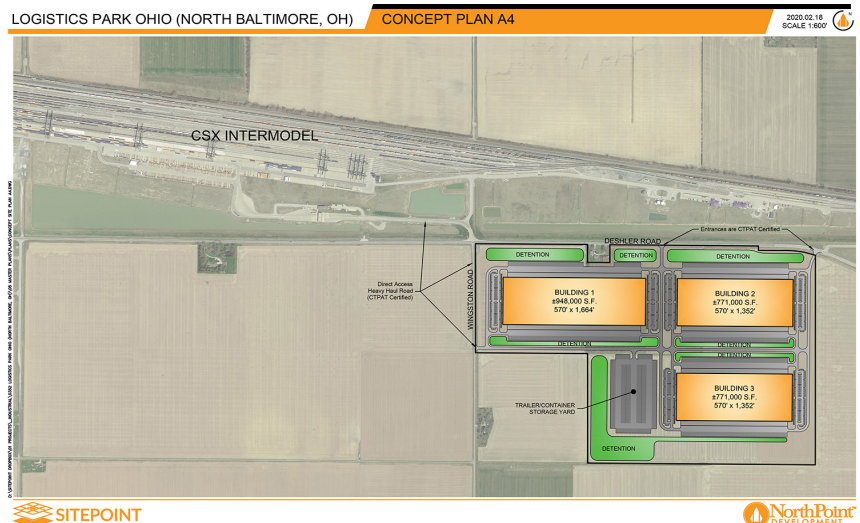 LOGISTICS PARK OHIO (NORTH BALTIMORE, OH)
CONCEPT PLAN A4
2020.02.18
SCALE 1:600'
N
CSX INTERMODEL
DESHLER ROAD
Entrances are CTPAT Certified
WINGSTON ROAD
Direct Access
Heavy Haul Road
(CTPAT Certified)
DETENTION
DETENTION
DETENTION
BUILDING 1
±948,000 S.F.
570' x 1,664'
BUILDING 2
±771,000 S.F.
570' x 1,352'
DETENTION
DETENTION
DETENTION
BUILDING 3
±771,000 S.F.
570' x 1,352'
TRAILER/CONTAINER
STORAGE YARD
DETENTION
SITEPOINT
NorthPoint
DEVELOPMENT